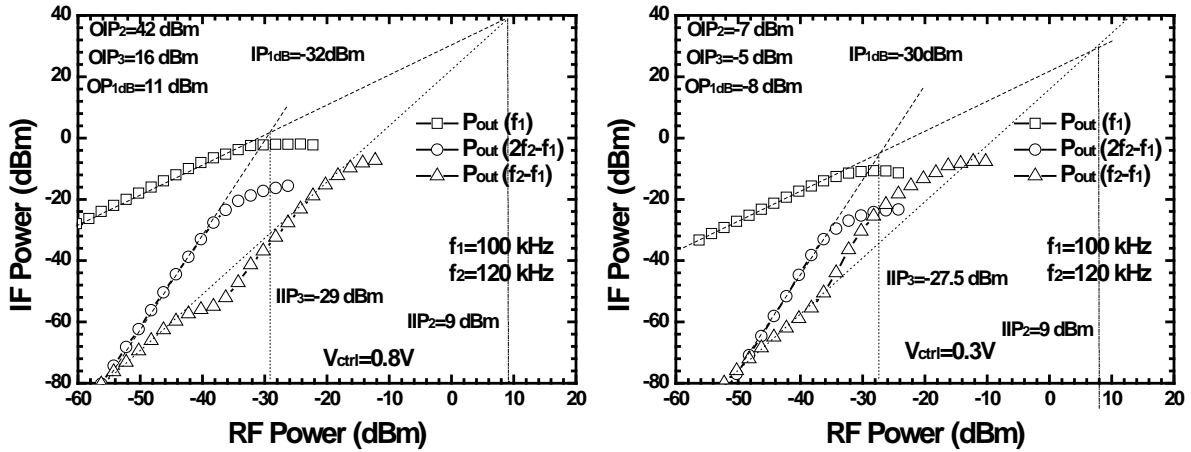 OIP2=42 dBm
OIP3=16 dBm
OP1dB=11 dBm
IP1dB=-32dBm
Pout (f1)
Pout (2f2-f1)
Pout (f2-f1)
f1=100 kHz
f2=120 kHz
IIP3=-29 dBm
IIP2=9 dBm
Vctrl=0.8V
40
20
0
-20
-40
-60
-80
-60 -50 -40 -30 -20 -10 0 10 20
IF Power (dBm)
RF Power (dBm)
OIP2=-7 dBm
OIP3=-5 dBm
OP1dB=-8 dBm
IP1dB=-30dBm
Pout (f1)
Pout (2f2-f1)
Pout (f2-f1)
f1=100 kHz
f2=120 kHz
IIP3=-27.5 dBm
IIP2=9 dBm
Vctrl=0.3V
40
20
0
-20
-40
-60
-80
-60 -50 -40 -30 -20 -10 0 10 20
IF Power (dBm)
RF Power (dBm)